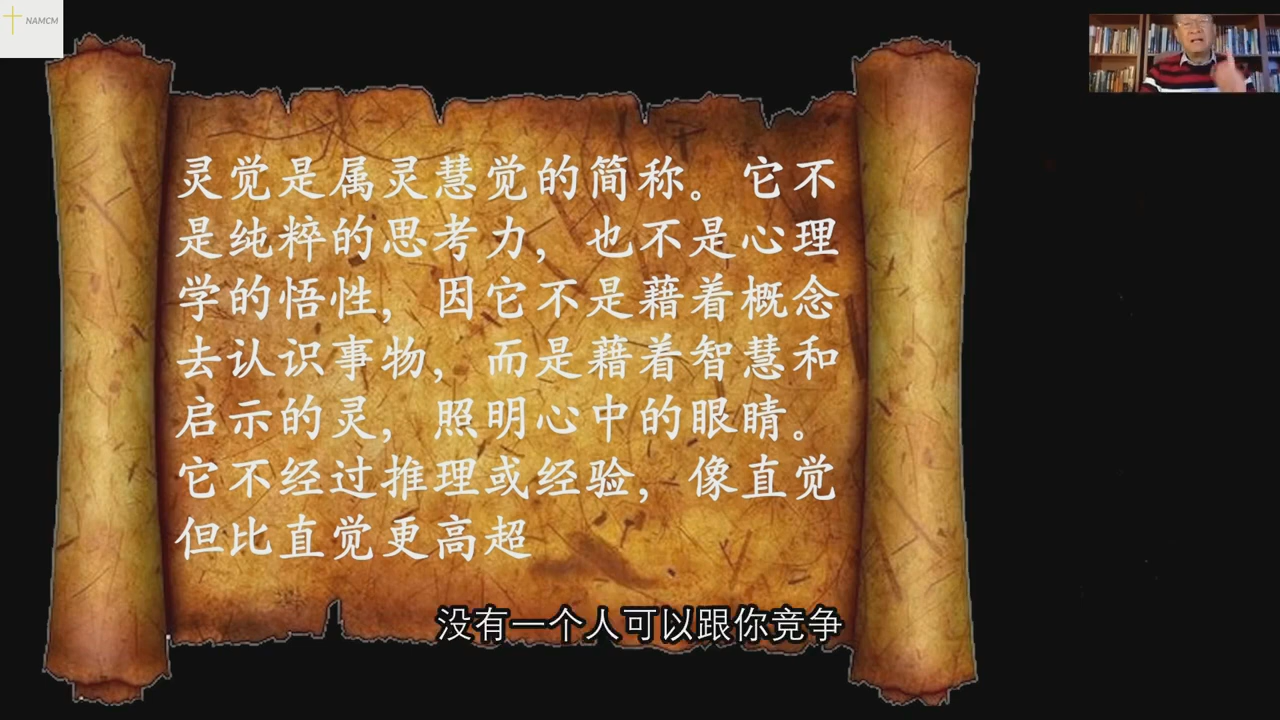 NAMCM
灵觉是属灵慧觉的简称。它不
是纯粹的思考力，也不是心理
学的悟性，因它不是藉着概念
去认识事物，而是藉着智慧和
启示的灵，照明心中的眼睛。
它不经过推理或经验，像直觉
但比直觉更高超
没有一个人可以跟你竞争